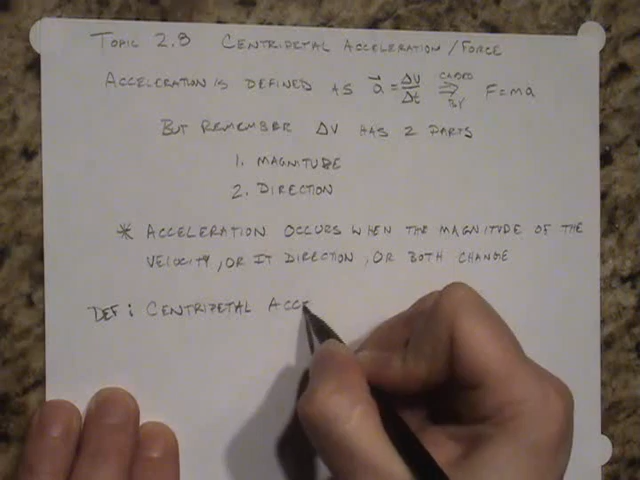 TOPIC 2.8 CENTRIPETAL ACCELERATION/FORCE
ACCELERATION IS DEFINED AS a⃗ = Δv/Δt CAUSED ⇒ BY F=ma
BUT REMEMBER ΔV HAS 2 PARTS
1. MAGNITUDE
2. DIRECTION
* ACCELERATION OCCURS WHEN THE MAGNITUDE OF THE
VELOCITY, OR IT DIRECTION, OR BOTH CHANGE
DEF: CENTRIPETAL ACCE